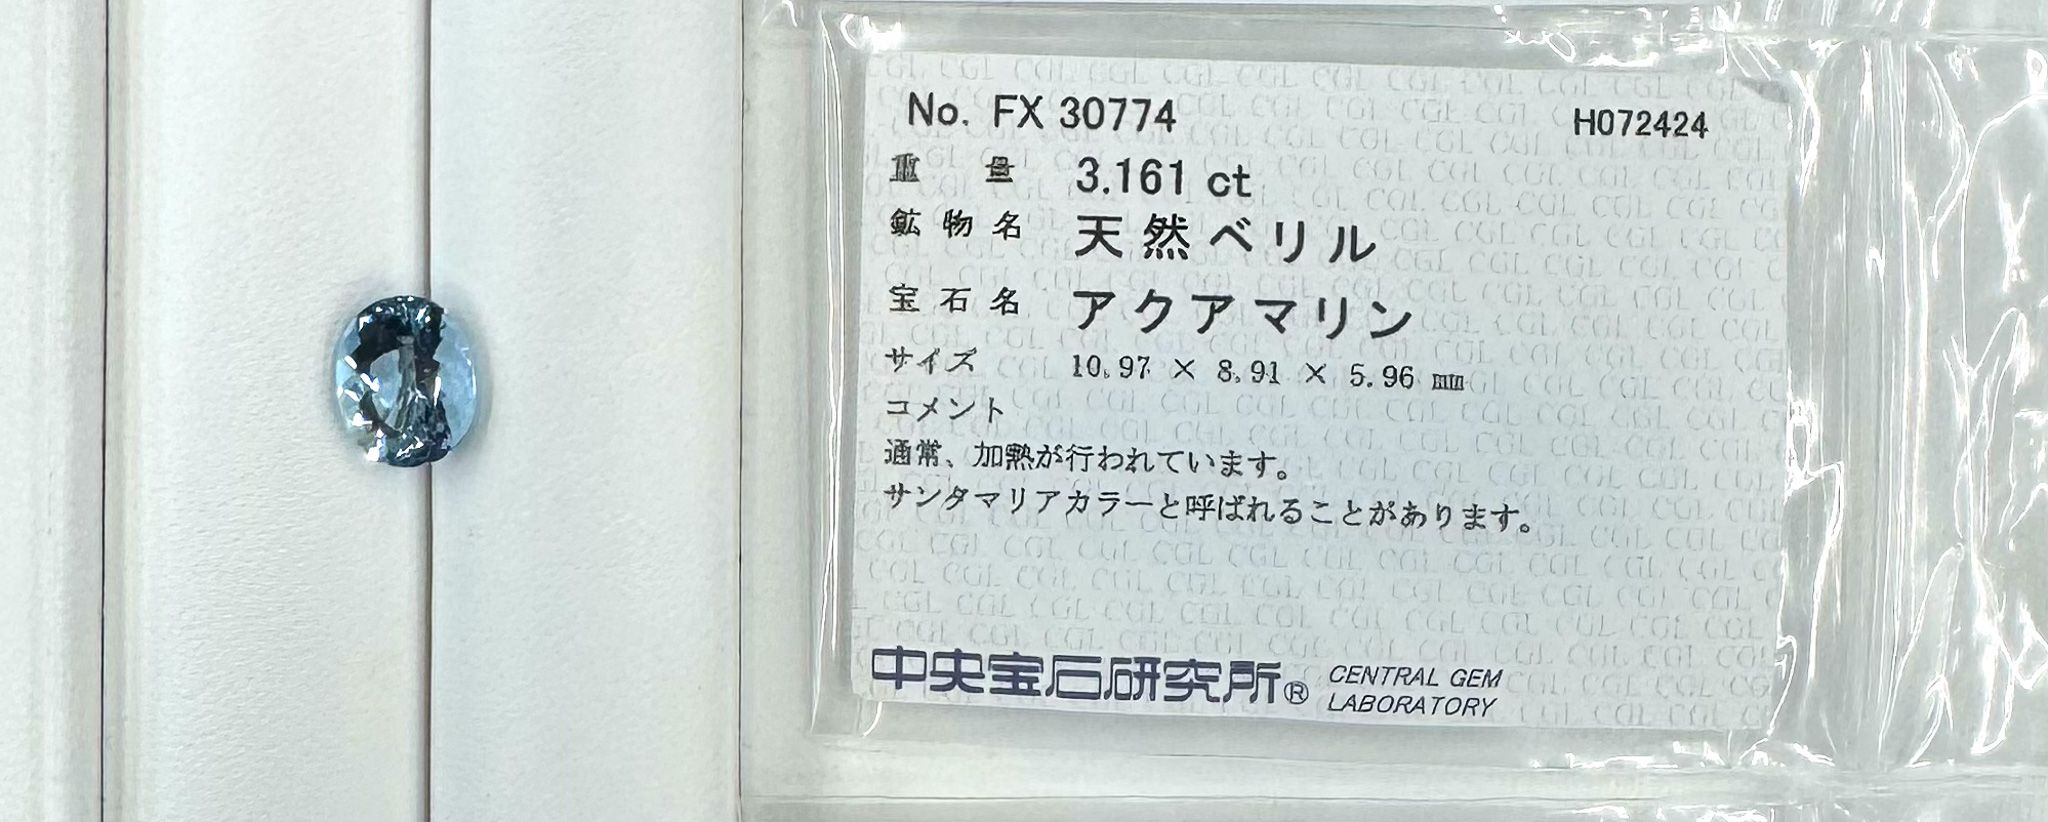 No. FX 30774 H072424
重量 3.161 ct
鉱物名 天然ベリル
宝石名 アクアマリン
サイズ 10.97 × 8.91 × 5.96 ㎜
コメント
通常、加熱が行われています。
サンタマリアカラーと呼ばれることがあります。
中央宝石研究所® CENTRAL GEM
LABORATORY